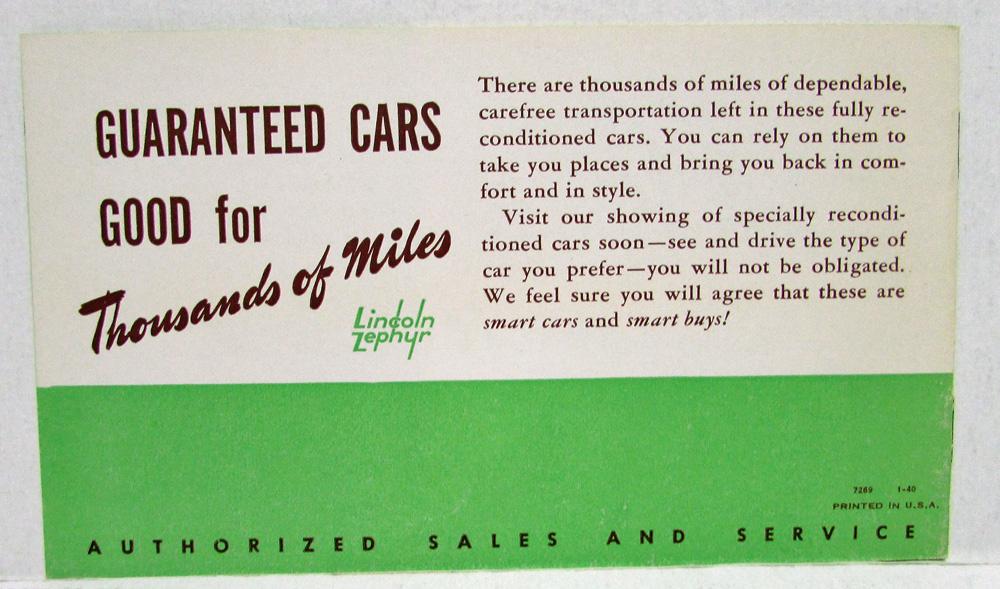 GUARANTEED CARS
GOOD for
Thousands of Miles
Lincoln
Zephyr
There are thousands of miles of dependable,
carefree transportation left in these fully re-
conditioned cars. You can rely on them to
take you places and bring you back in com-
fort and in style.
Visit our showing of specially recondi-
tioned cars soon—see and drive the type of
car you prefer—you will not be obligated.
We feel sure you will agree that these are
smart cars and smart buys!
7269 1-40
PRINTED IN U.S.A.
AUTHORIZED SALES AND SERVICE